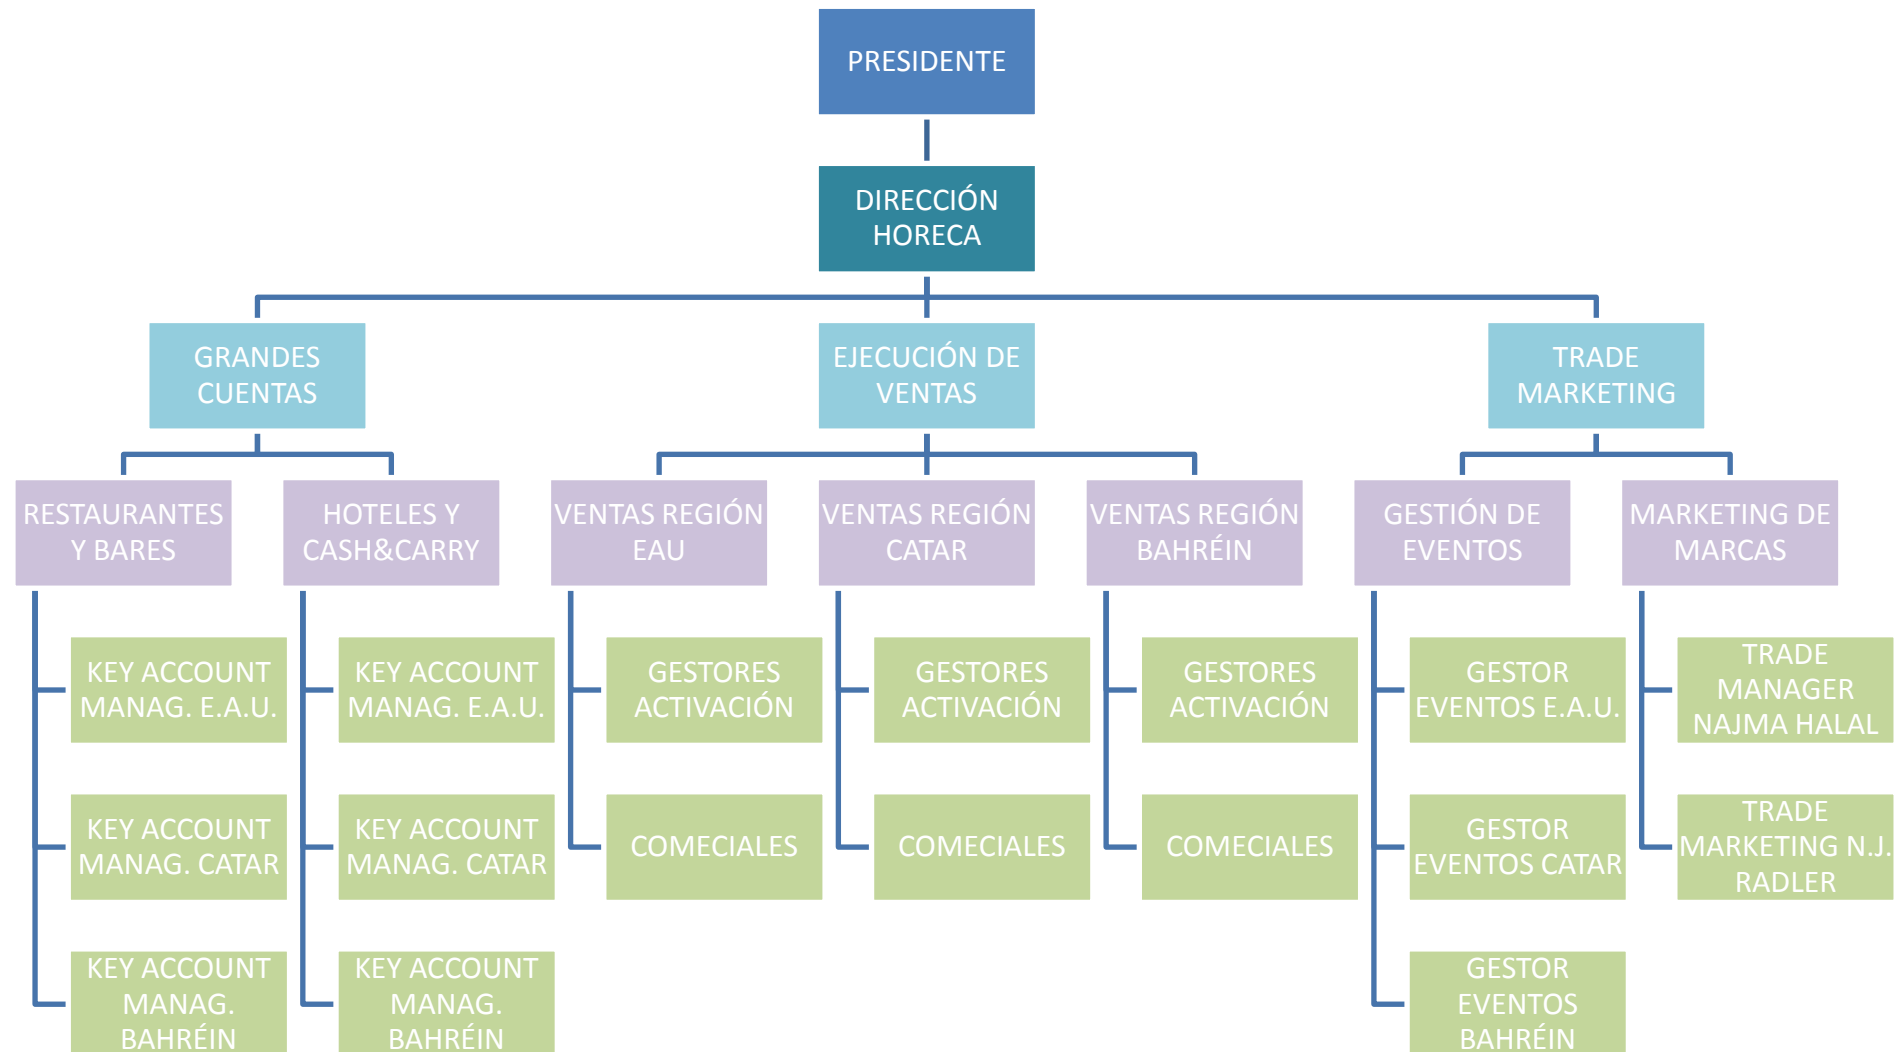 PRESIDENTE
DIRECCIÓN
HORECA
GRANDES
CUENTAS
EJECUCIÓN DE
VENTAS
TRADE
MARKETING
RESTAURANTES
Y BARES
HOTELES Y
CASH&CARRY
VENTAS REGIÓN
EAU
VENTAS REGIÓN
CATAR
VENTAS REGIÓN
BAHRÉIN
GESTIÓN DE
EVENTOS
MARKETING DE
MARCAS
KEY ACCOUNT
MANAG. E.A.U.
KEY ACCOUNT
MANAG. E.A.U.
GESTORES
ACTIVACIÓN
GESTORES
ACTIVACIÓN
GESTORES
ACTIVACIÓN
GESTOR
EVENTOS E.A.U.
TRADE
MANAGER
NAJMA HALAL
KEY ACCOUNT
MANAG. CATAR
KEY ACCOUNT
MANAG. CATAR
COMECIALES
COMECIALES
COMECIALES
GESTOR
EVENTOS CATAR
TRADE
MARKETING N.J.
RADLER
KEY ACCOUNT
MANAG.
BAHRÉIN
KEY ACCOUNT
MANAG.
BAHRÉIN
GESTOR
EVENTOS
BAHRÉIN